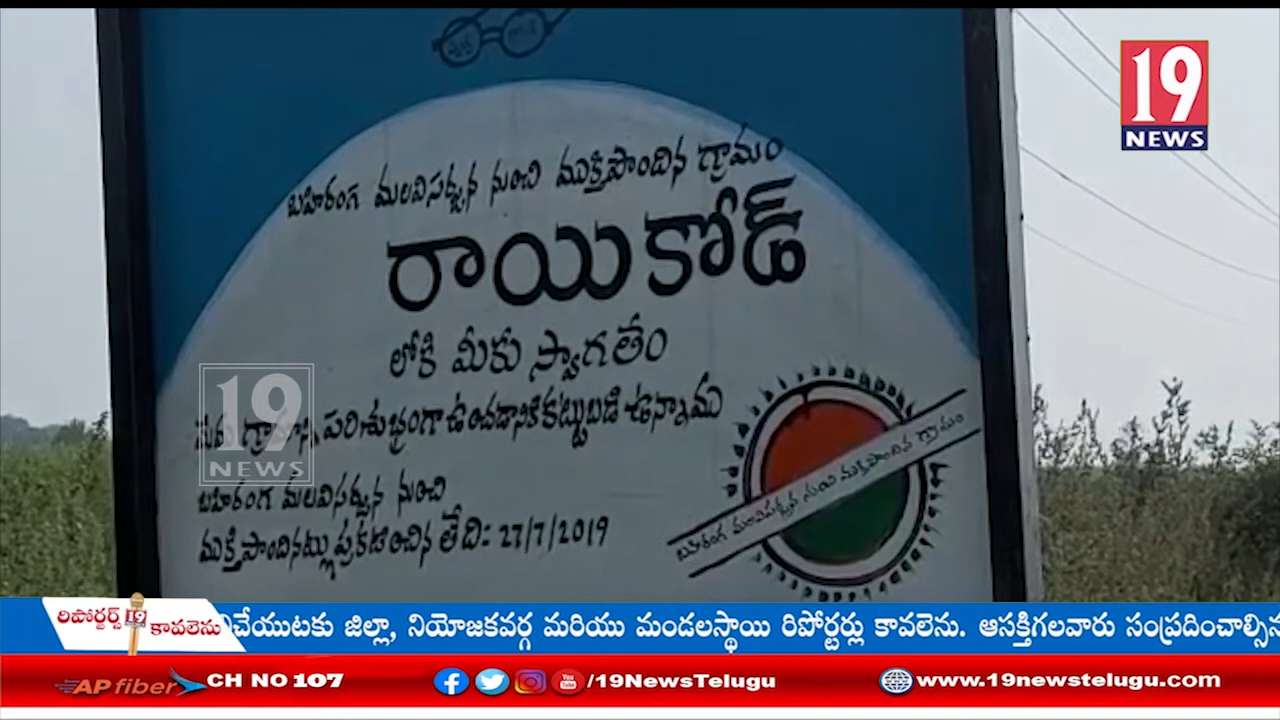 బహిరంగ మలవిసర్జన నుంచి ముక్తిపొందిన గ్రామం
రాయికోడ్
లోకి మీకు స్వాగతం
గ్రామాన్ని పరిశుభ్రంగా ఉంచడానికి కట్టుబడి ఉన్నాము
బహిరంగ మలవిసర్జన నుంచి
ముక్తిపొందినట్లు ప్రకటించిన తేది: 27/7/2019
బహిరంగ మలవిసర్జన నుంచి ముక్తిపొందిన గ్రామం
19
NEWS
19
NEWS
రిపోర్టర్స్ 19
కావలెను
చేయుటకు జిల్లా, నియోజకవర్గ మరియు మండలస్థాయి రిపోర్టర్లు కావలెను. ఆసక్తిగలవారు సంప్రదించాల్సిన
AP fiber CH NO 107
/19NewsTelugu
www.19newstelugu.com